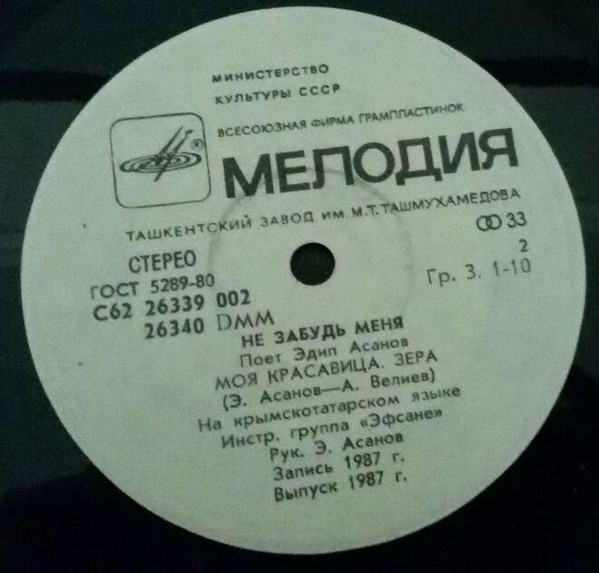 МИНИСТЕРСТВО
КУЛЬТУРЫ СССР
ВСЕСОЮЗНАЯ ФИРМА ГРАМПЛАСТИНОК
®
МЕЛОДИЯ
ТАШКЕНТСКИЙ ЗАВОД ИМ М.Т.ТАШМУХАМЕДОВА
СТЕРЕО
33
ГОСТ 5289-80
2
С62 26339 002
Гр. 3. 1-10
26340 DMM
НЕ ЗАБУДЬ МЕНЯ
Поет Эдип Асанов
МОЯ КРАСАВИЦА. ЗЕРА
(Э. Асанов—А. Велиев)
На крымскотатарском языке
Инстр. группа «Эфсане»
Рук. Э. Асанов
Запись 1987 г.
Выпуск 1987 г.